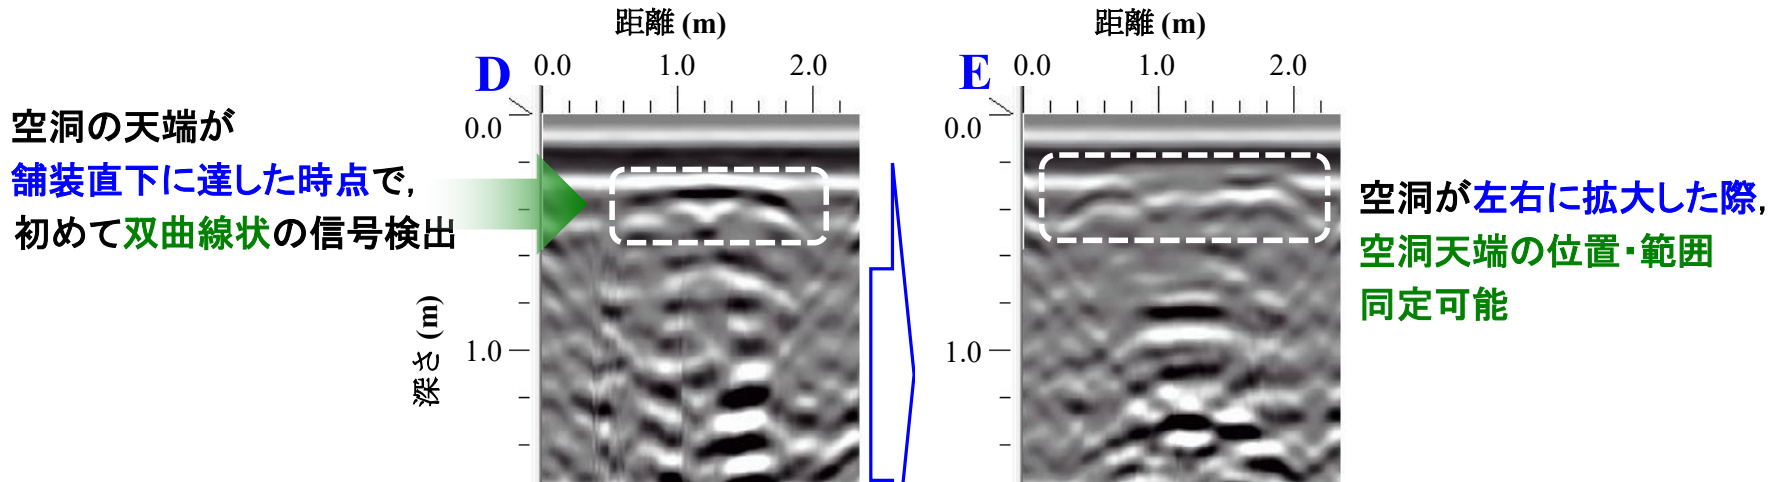 空洞の天端が
舗装直下に達した時点で,
初めて双曲線状の信号検出
距離 (m)
D
0.0 1.0 2.0
0.0
1.0
深さ (m)
距離 (m)
E
0.0 1.0 2.0
0.0
1.0
空洞が左右に拡大した際,
空洞天端の位置・範囲
同定可能